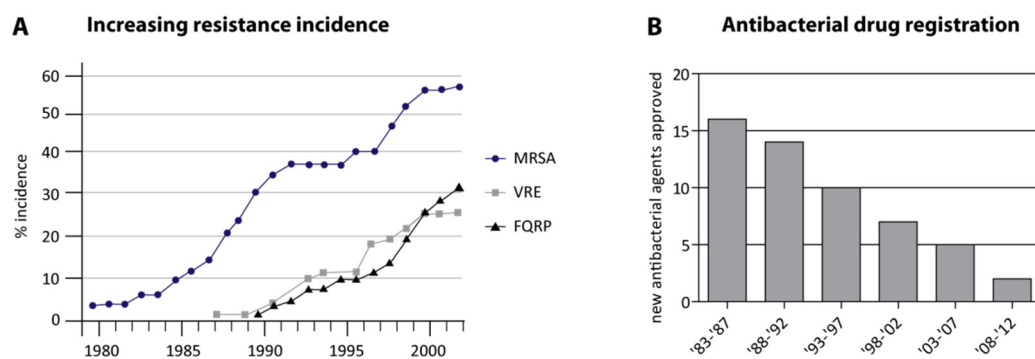 A Increasing resistance incidence
% incidence
60
50
40
30
20
10
0
1980 1985 1990 1995 2000
MRSA
VRE
FQRP
B Antibacterial drug registration
new antibacterial agents approved
20
15
10
5
0
'83-'87 '88-'92 '93-'97 '98-'02 '03-'07 '08-'12